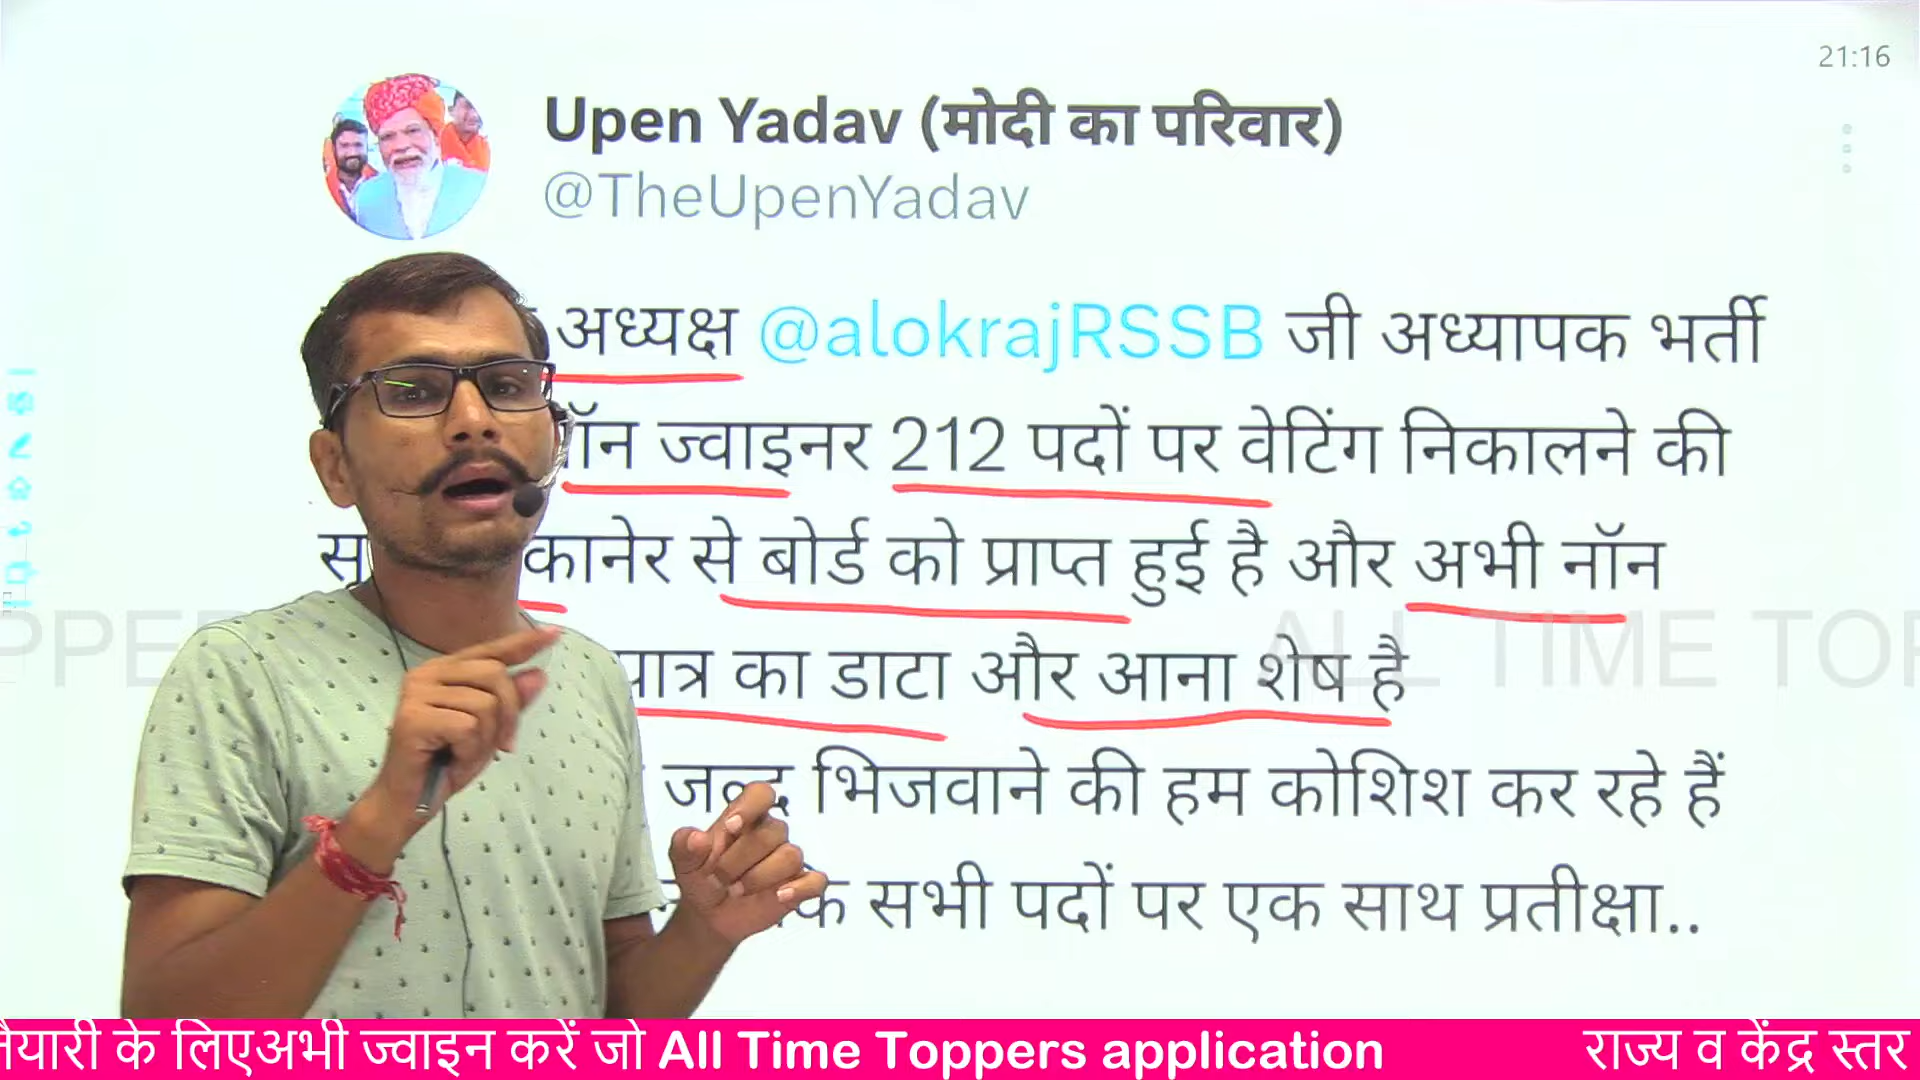 21:16
Upen Yadav (मोदी का परिवार)
@TheUpenYadav
अध्यक्ष @alokrajRSSB जी अध्यापक भर्ती
ज्वाइनर 212 पदों पर वेटिंग निकालने की
से बोर्ड को प्राप्त हुई है और अभी नॉन
पात्र का डाटा और आना शेष है
जल्द भिजवाने की हम कोशिश कर रहे हैं
सभी पदों पर एक साथ प्रतीक्षा..
ALL TIME TOP
के लिएअभी ज्वाइन करें जो All Time Toppers application राज्य व केंद्र स्तर